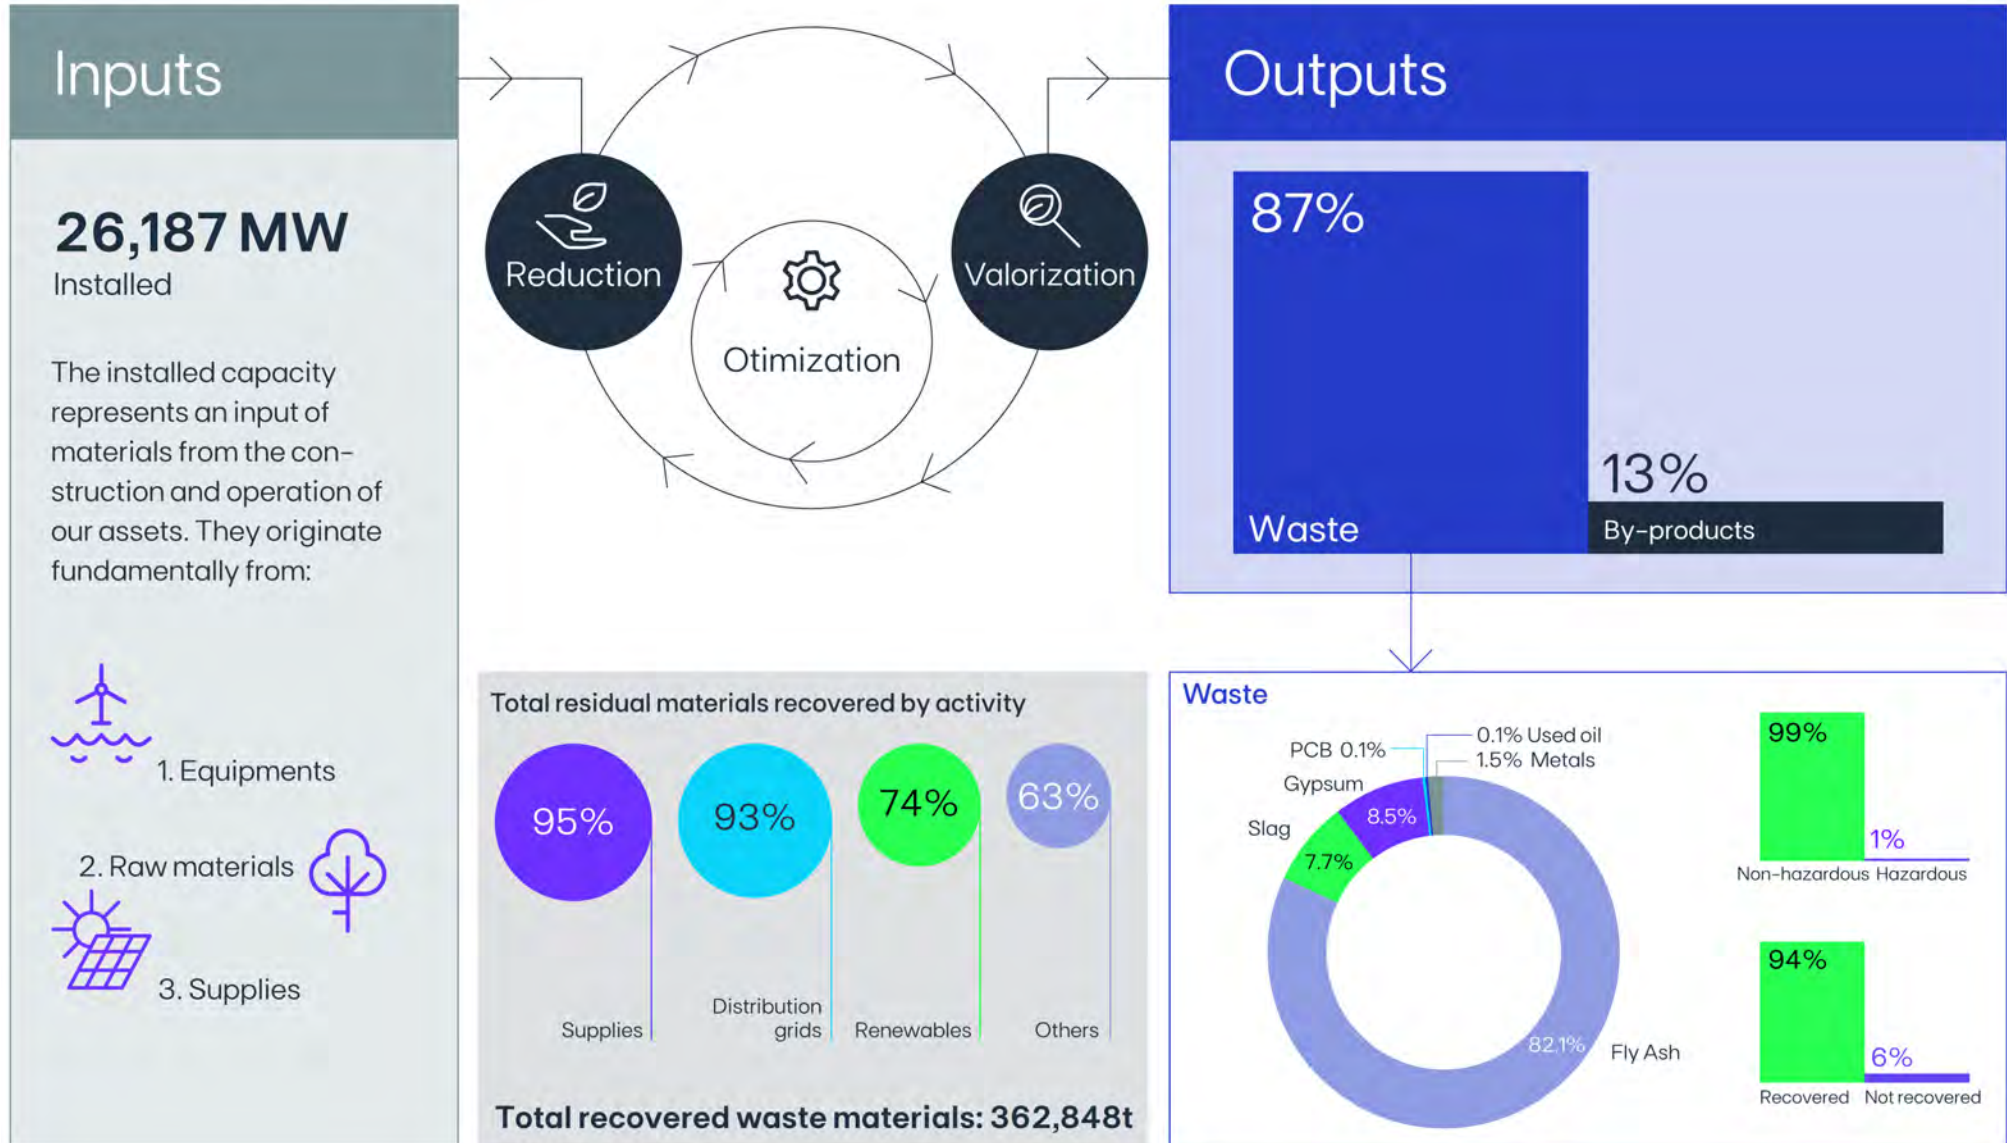 Inputs
26,187 MW
Installed
The installed capacity
represents an input of
materials from the con-
struction and operation of
our assets. They originate
fundamentally from:
1. Equipments
2. Raw materials
3. Supplies
Reduction
Valorization
Otimization
Outputs
87%
Waste
13%
By-products
Total residual materials recovered by activity
95%
93%
74%
63%
Supplies
Distribution
grids
Renewables
Others
Total recovered waste materials: 362,848t
Waste
PCB 0.1%
0.1% Used oil
1.5% Metals
Gypsum
8.5%
Slag
7.7%
82.1%
Fly Ash
99%
1%
Non-hazardous
Hazardous
94%
6%
Recovered
Not recovered